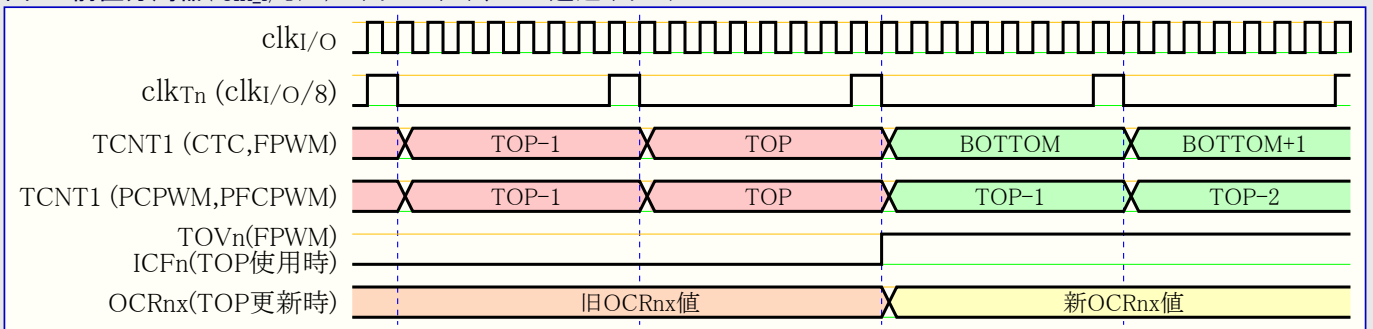 clkI/O
clkTn (clkI/O/8)
TCNT1 (CTC,FPWM) TOP-1 TOP BOTTOM BOTTOM+1
TCNT1 (PCPWM,PFCPWM) TOP-1 TOP TOP-1 TOP-2
TOVn(FPWM)
ICFn(TOP使用時)
OCRnx(TOP更新時) 旧OCRnx値 新OCRnx値